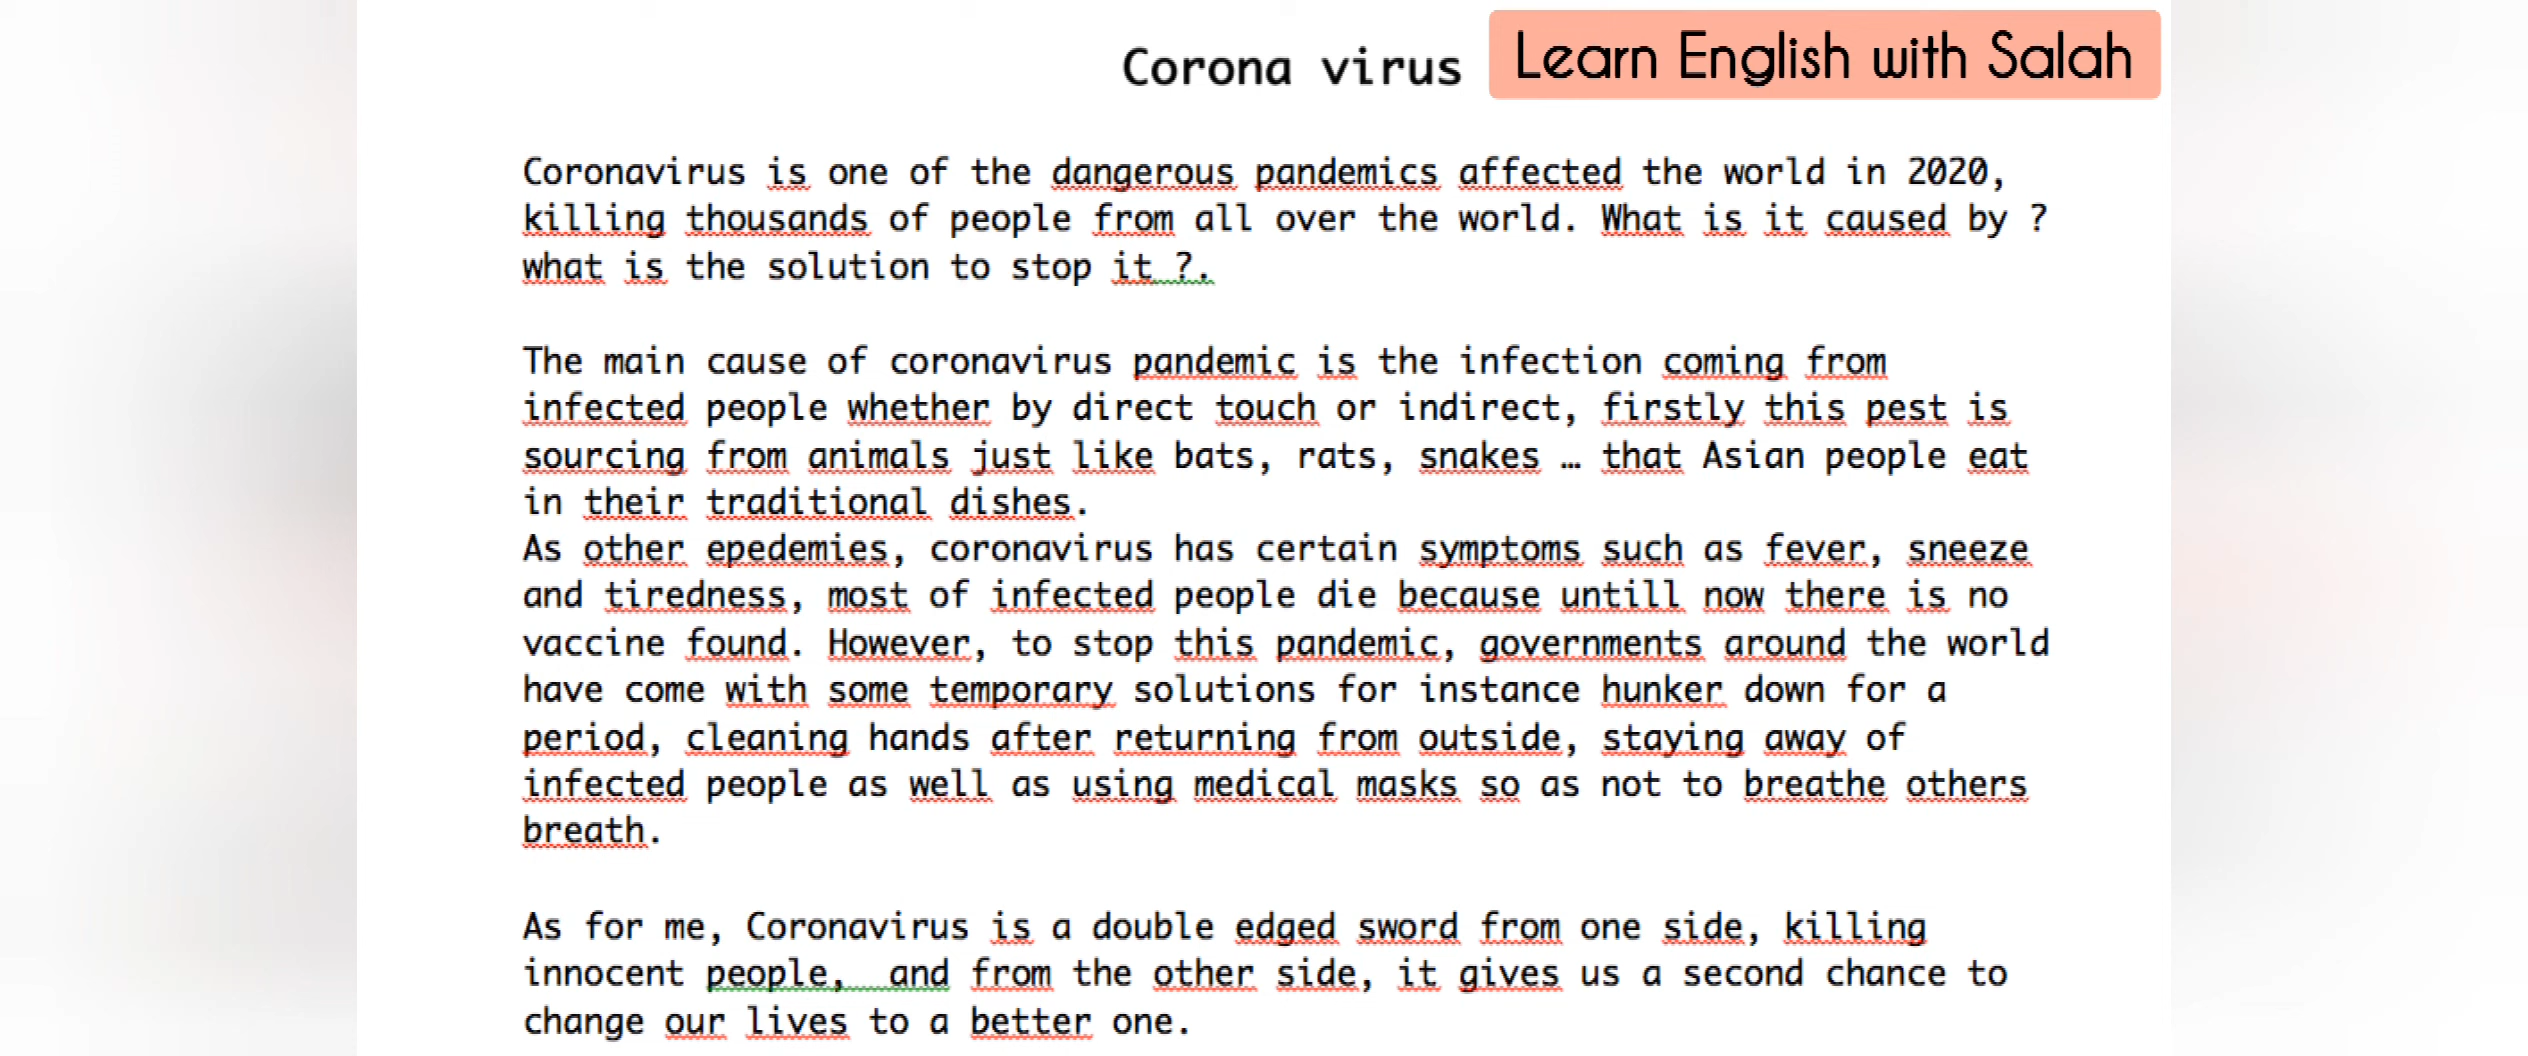 Corona virus
Learn English with Salah
Coronavirus is one of the dangerous pandemics affected the world in 2020,
killing thousands of people from all over the world. What is it caused by ?
what is the solution to stop it ?.
The main cause of coronavirus pandemic is the infection coming from
infected people whether by direct touch or indirect, firstly this pest is
sourcing from animals just like bats, rats, snakes … that Asian people eat
in their traditional dishes.
As other epedemies, coronavirus has certain symptoms such as fever, sneeze
and tiredness, most of infected people die because untill now there is no
vaccine found. However, to stop this pandemic, governments around the world
have come with some temporary solutions for instance hunker down for a
period, cleaning hands after returning from outside, staying away of
infected people as well as using medical masks so as not to breathe others
breath.
As for me, Coronavirus is a double edged sword from one side, killing
innocent people,  and from the other side, it gives us a second chance to
change our lives to a better one.